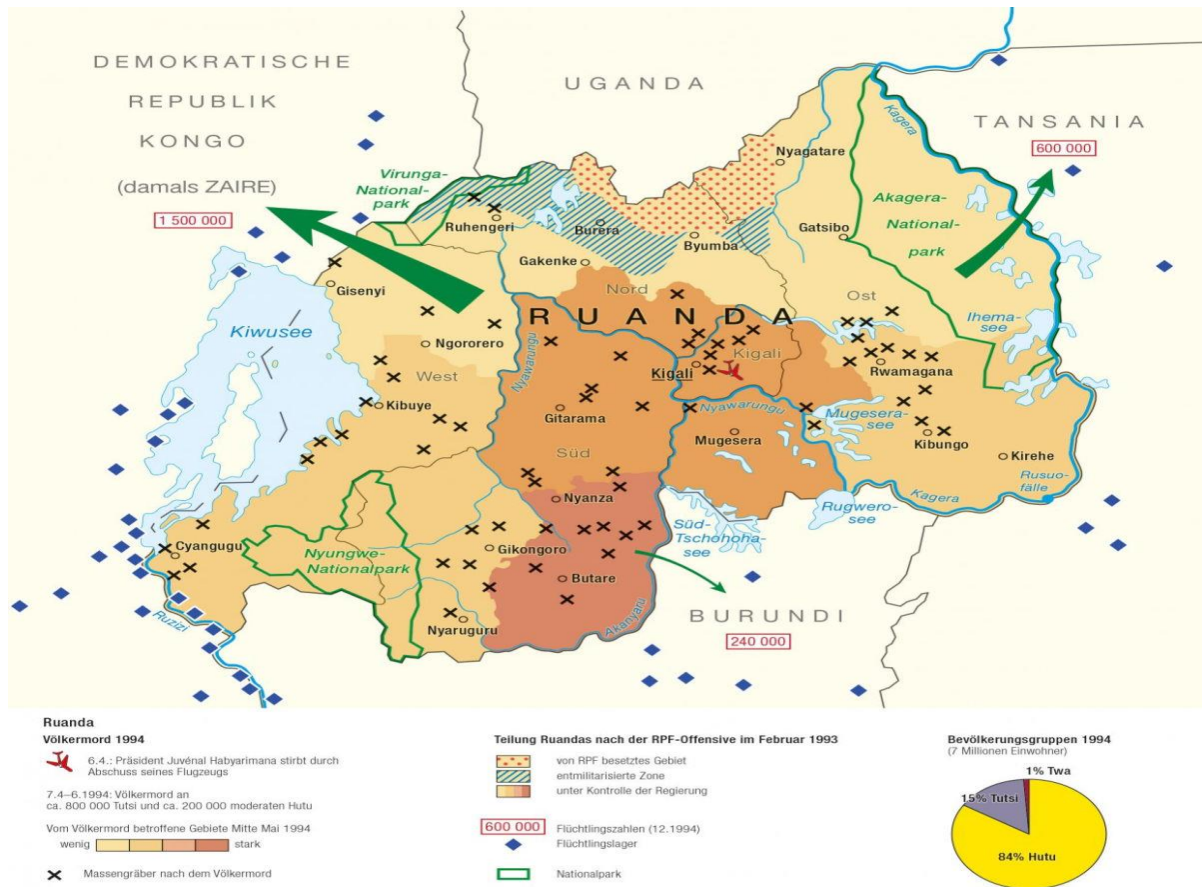 DEMOKRATISCHE
REPUBLIK
KONGO
(damals ZAIRE)
1 500 000
UGANDA
TANSANIA
600 000
Kagera
Virunga-
National-
park
Nyagatare
Akagera-
National-
park
Ruhengeri
Burera
Byumba
Gatsibo
Gakenke
Gisenyi
Nord
Ost
Ihema-
see
RUANDA
Kiwusee
Ngororero
Nyawarungu
Kigali
Kigali
Rwamagana
West
Kibuye
Gitarama
Nyawarungu
Mugesera-
see
Mugesera
Kibungo
Kirehe
Süd
Rusuo-
fälle
Nyanza
Kagera
Rugwero-
see
Süd-
Tschohoha-
see
Cyangugu
Nyungwe-
Nationalpark
Gikongoro
Butare
BURUNDI
240 000
Akanyaru
Ruzizi
Nyaruguru
Ruanda
Völkermord 1994
6.4.: Präsident Juvénal Habyarimana stirbt durch
Abschuss seines Flugzeugs
7.4–6.1994: Völkermord an
ca. 800 000 Tutsi und ca. 200 000 moderaten Hutu
Vom Völkermord betroffene Gebiete Mitte Mai 1994
wenig stark
Massengräber nach dem Völkermord
Teilung Ruandas nach der RPF-Offensive im Februar 1993
von RPF besetztes Gebiet
entmilitarisierte Zone
unter Kontrolle der Regierung
600 000 Flüchtlingszahlen (12.1994)
Flüchtlingslager
Nationalpark
Bevölkerungsgruppen 1994
(7 Millionen Einwohner)
1% Twa
15% Tutsi
84% Hutu